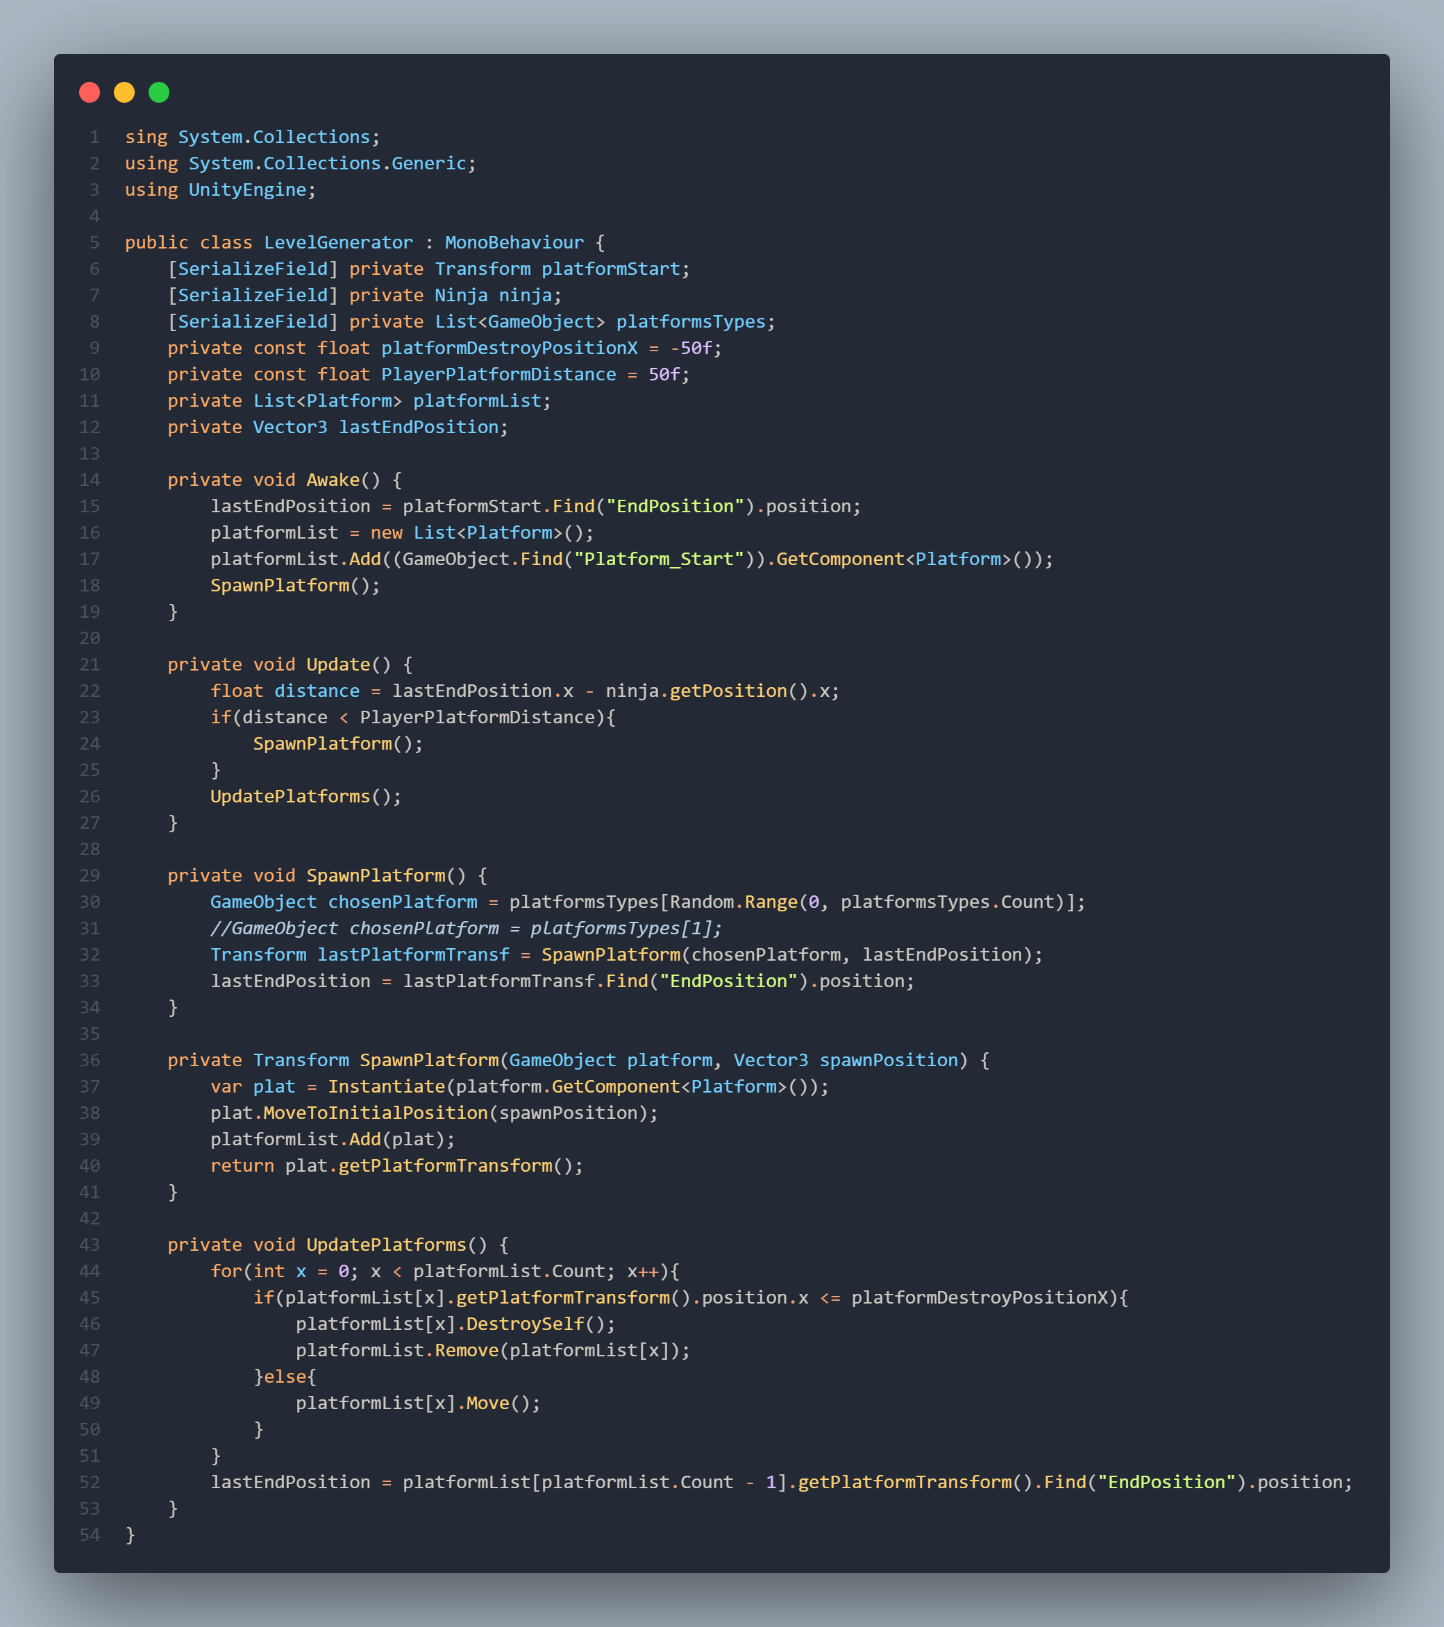 1 sing System.Collections;
2 using System.Collections.Generic;
3 using UnityEngine;
4
5 public class LevelGenerator : MonoBehaviour {
6     [SerializeField] private Transform platformStart;
7     [SerializeField] private Ninja ninja;
8     [SerializeField] private List<GameObject> platformsTypes;
9     private const float platformDestroyPositionX = -50f;
10     private const float PlayerPlatformDistance = 50f;
11     private List<Platform> platformList;
12     private Vector3 lastEndPosition;
13
14     private void Awake() {
15         lastEndPosition = platformStart.Find("EndPosition").position;
16         platformList = new List<Platform>();
17         platformList.Add((GameObject.Find("Platform_Start")).GetComponent<Platform>());
18         SpawnPlatform();
19     }
20
21     private void Update() {
22         float distance = lastEndPosition.x - ninja.getPosition().x;
23         if(distance < PlayerPlatformDistance){
24             SpawnPlatform();
25         }
26         UpdatePlatforms();
27     }
28
29     private void SpawnPlatform() {
30         GameObject chosenPlatform = platformsTypes[Random.Range(0, platformsTypes.Count)];
31         //GameObject chosenPlatform = platformsTypes[1];
32         Transform lastPlatformTransf = SpawnPlatform(chosenPlatform, lastEndPosition);
33         lastEndPosition = lastPlatformTransf.Find("EndPosition").position;
34     }
35
36     private Transform SpawnPlatform(GameObject platform, Vector3 spawnPosition) {
37         var plat = Instantiate(platform.GetComponent<Platform>());
38         plat.MoveToInitialPosition(spawnPosition);
39         platformList.Add(plat);
40         return plat.getPlatformTransform();
41     }
42
43     private void UpdatePlatforms() {
44         for(int x = 0; x < platformList.Count; x++){
45             if(platformList[x].getPlatformTransform().position.x <= platformDestroyPositionX){
46                 platformList[x].DestroySelf();
47                 platformList.Remove(platformList[x]);
48             }else{
49                 platformList[x].Move();
50             }
51         }
52         lastEndPosition = platformList[platformList.Count - 1].getPlatformTransform().Find("EndPosition").position;
53     }
54 }